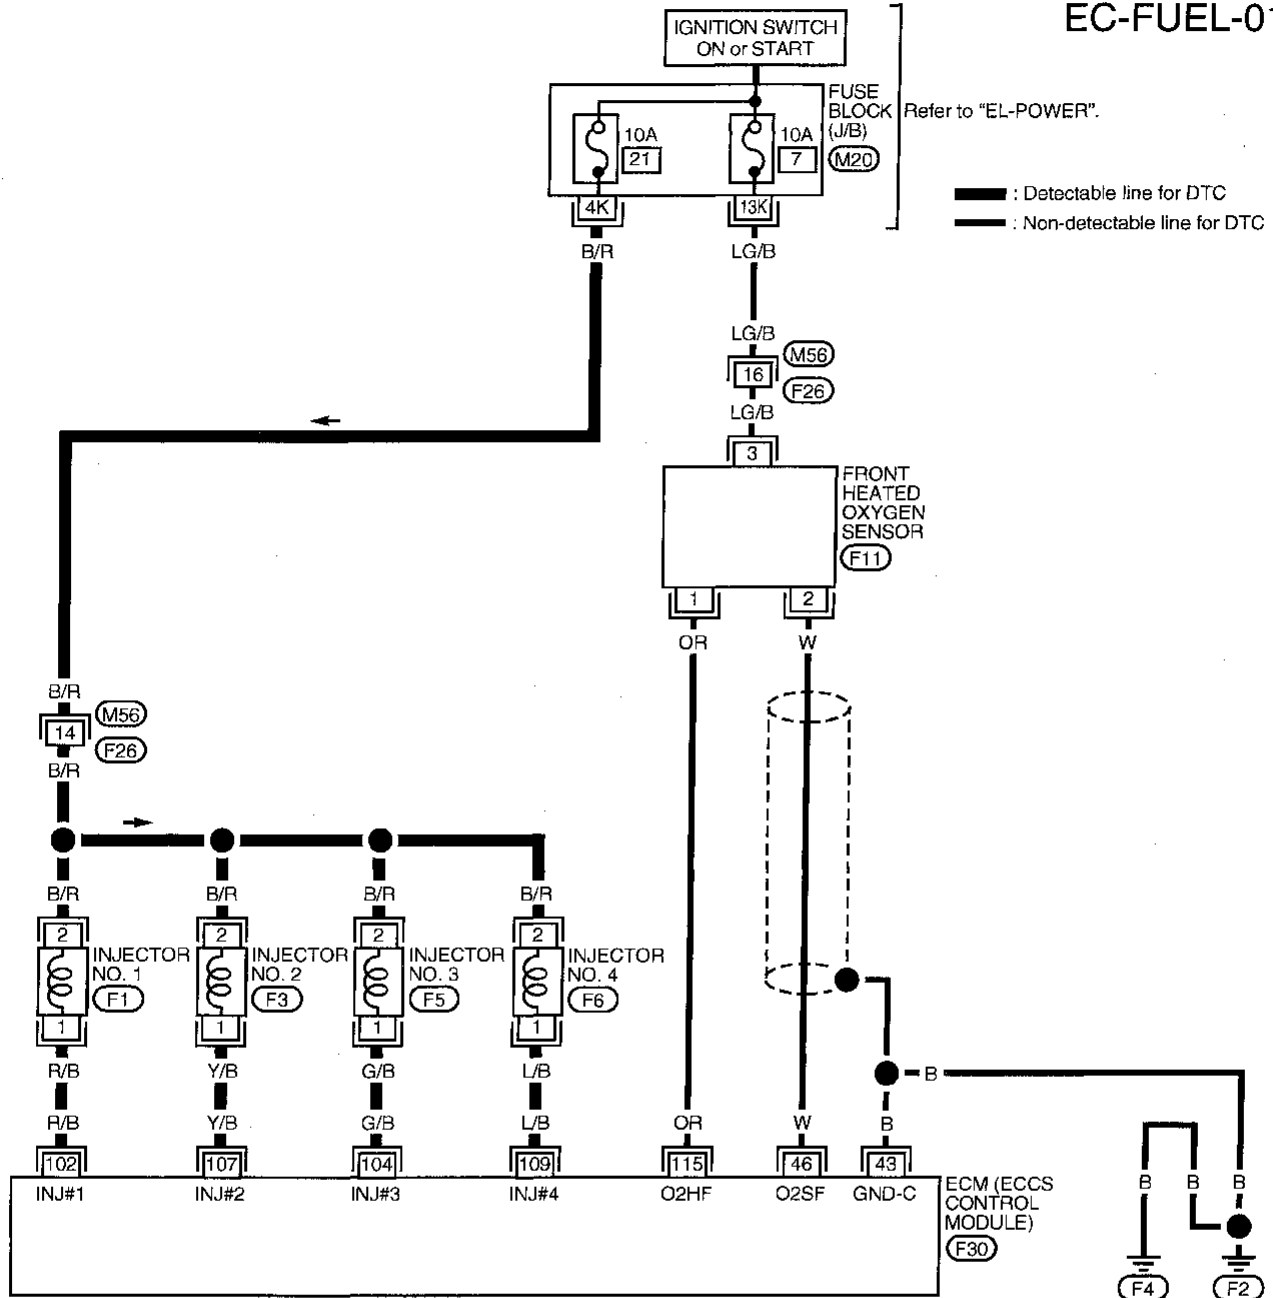 EC-FUEL-01
IGNITION SWITCH
ON or START
FUSE
BLOCK
(J/B)
M20
Refer to "EL-POWER".
10A
21
10A
7
: Detectable line for DTC
: Non-detectable line for DTC
4K
13K
B/R
LG/B
LG/B
16
M56
F26
LG/B
3
FRONT
HEATED
OXYGEN
SENSOR
F11
1
2
OR
W
B/R
14
M56
F26
B/R
B/R
B/R
B/R
B/R
2
2
2
2
INJECTOR
NO. 1
F1
INJECTOR
NO. 2
F3
INJECTOR
NO. 3
F5
INJECTOR
NO. 4
F6
1
1
1
1
R/B
Y/B
G/B
L/B
B
R/B
Y/B
G/B
L/B
OR
W
B
102
107
104
109
115
46
43
INJ#1
INJ#2
INJ#3
INJ#4
O2HF
O2SF
GND-C
ECM (ECCS
CONTROL
MODULE)
F30
B
B
B
F4
F2